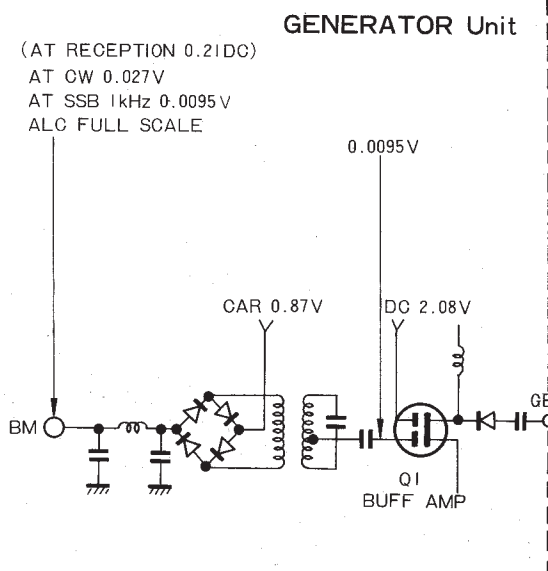 GENERATOR Unit
(AT RECEPTION 0.21DC)
AT CW 0.027V
AT SSB 1kHz 0.0095V
ALC FULL SCALE
0.0095V
CAR 0.87V
DC 2.08V
BM
GE
Q1
BUFF AMP